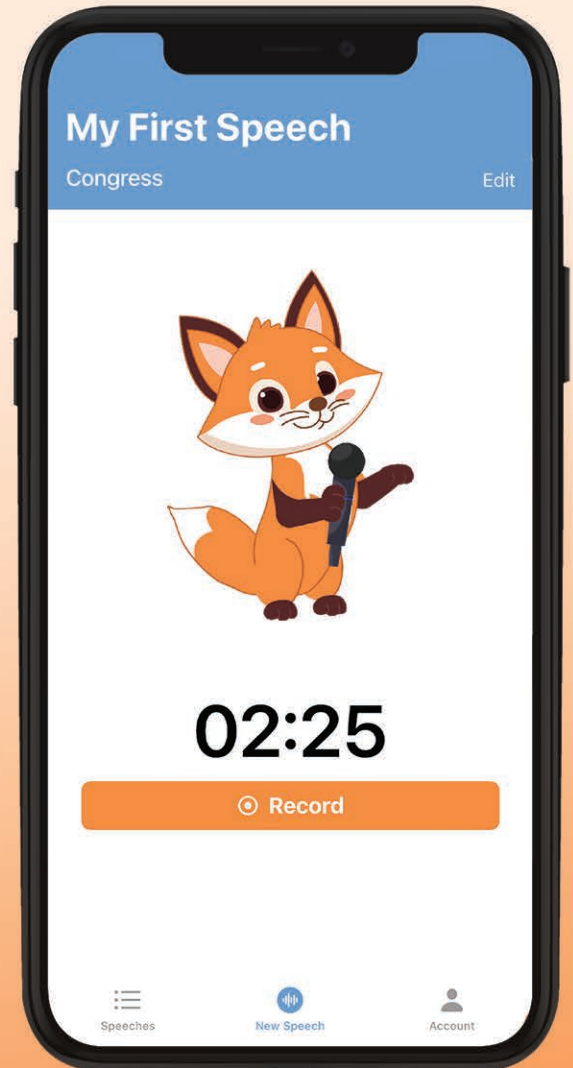 My First Speech
Congress
Edit
02:25
Record
Speeches
New Speech
Account